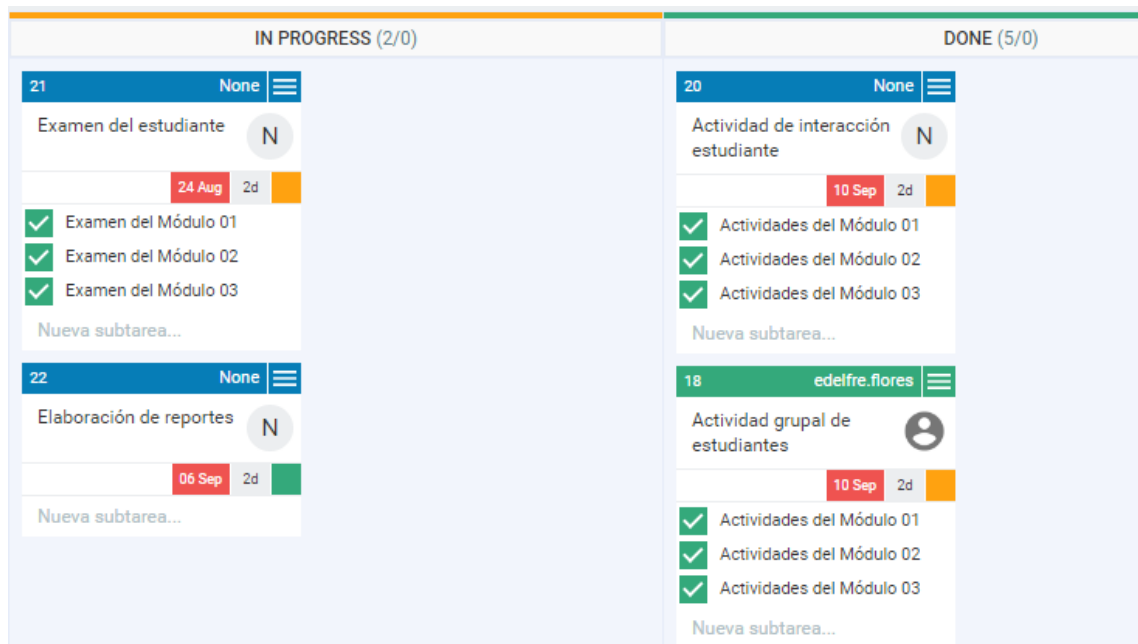 IN PROGRESS (2/0)
21 None
Examen del estudiante
N
24 Aug 2d
Examen del Módulo 01
Examen del Módulo 02
Examen del Módulo 03
Nueva subtarea...
22 None
Elaboración de reportes
N
06 Sep 2d
Nueva subtarea...
DONE (5/0)
20 None
Actividad de interacción
estudiante
N
10 Sep 2d
Actividades del Módulo 01
Actividades del Módulo 02
Actividades del Módulo 03
Nueva subtarea...
18 edelfre.flores
Actividad grupal de
estudiantes
10 Sep 2d
Actividades del Módulo 01
Actividades del Módulo 02
Actividades del Módulo 03
Nueva subtarea...